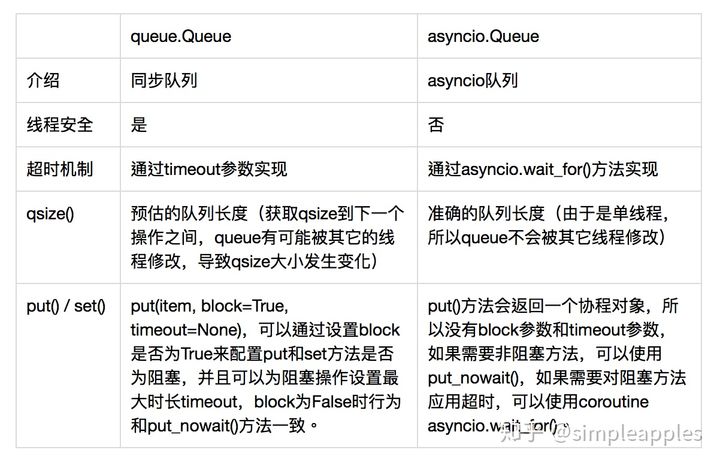 queue.Queue
asyncio.Queue
介绍
同步队列
asyncio队列
线程安全
是
否
超时机制
通过timeout参数实现
通过asyncio.wait_for()方法实现
qsize()
预估的队列长度（获取qsize到下一个
操作之间，queue有可能被其它的线
程修改，导致qsize大小发生变化）
准确的队列长度（由于是单线程，
所以queue不会被其它线程修改）
put() / set()
put(item, block=True,
timeout=None)，可以通过设置block
是否为True来配置put和set方法是否
为阻塞，并且可以为阻塞操作设置最
大时长timeout，block为False时行为
和put_nowait()方法一致。
put()方法会返回一个协程对象，所
以没有block参数和timeout参数，
如果需要非阻塞方法，可以使用
put_nowait()，如果需要对阻塞方法
应用超时，可以使用coroutine
asyncio.wait_for()。
知乎 @simpleapples